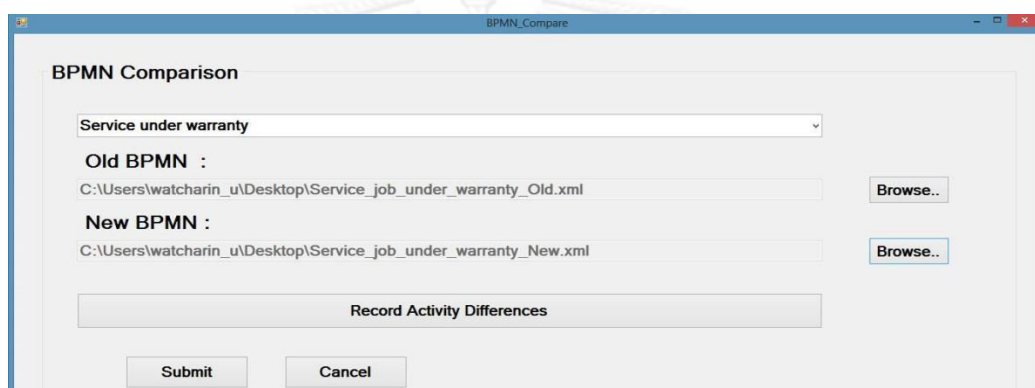 BPMN_Compare
BPMN Comparison
Service under warranty
Old BPMN :
C:\Users\watcharin_u\Desktop\Service_job_under_warranty_Old.xml
Browse..
New BPMN :
C:\Users\watcharin_u\Desktop\Service_job_under_warranty_New.xml
Browse..
Record Activity Differences
Submit
Cancel